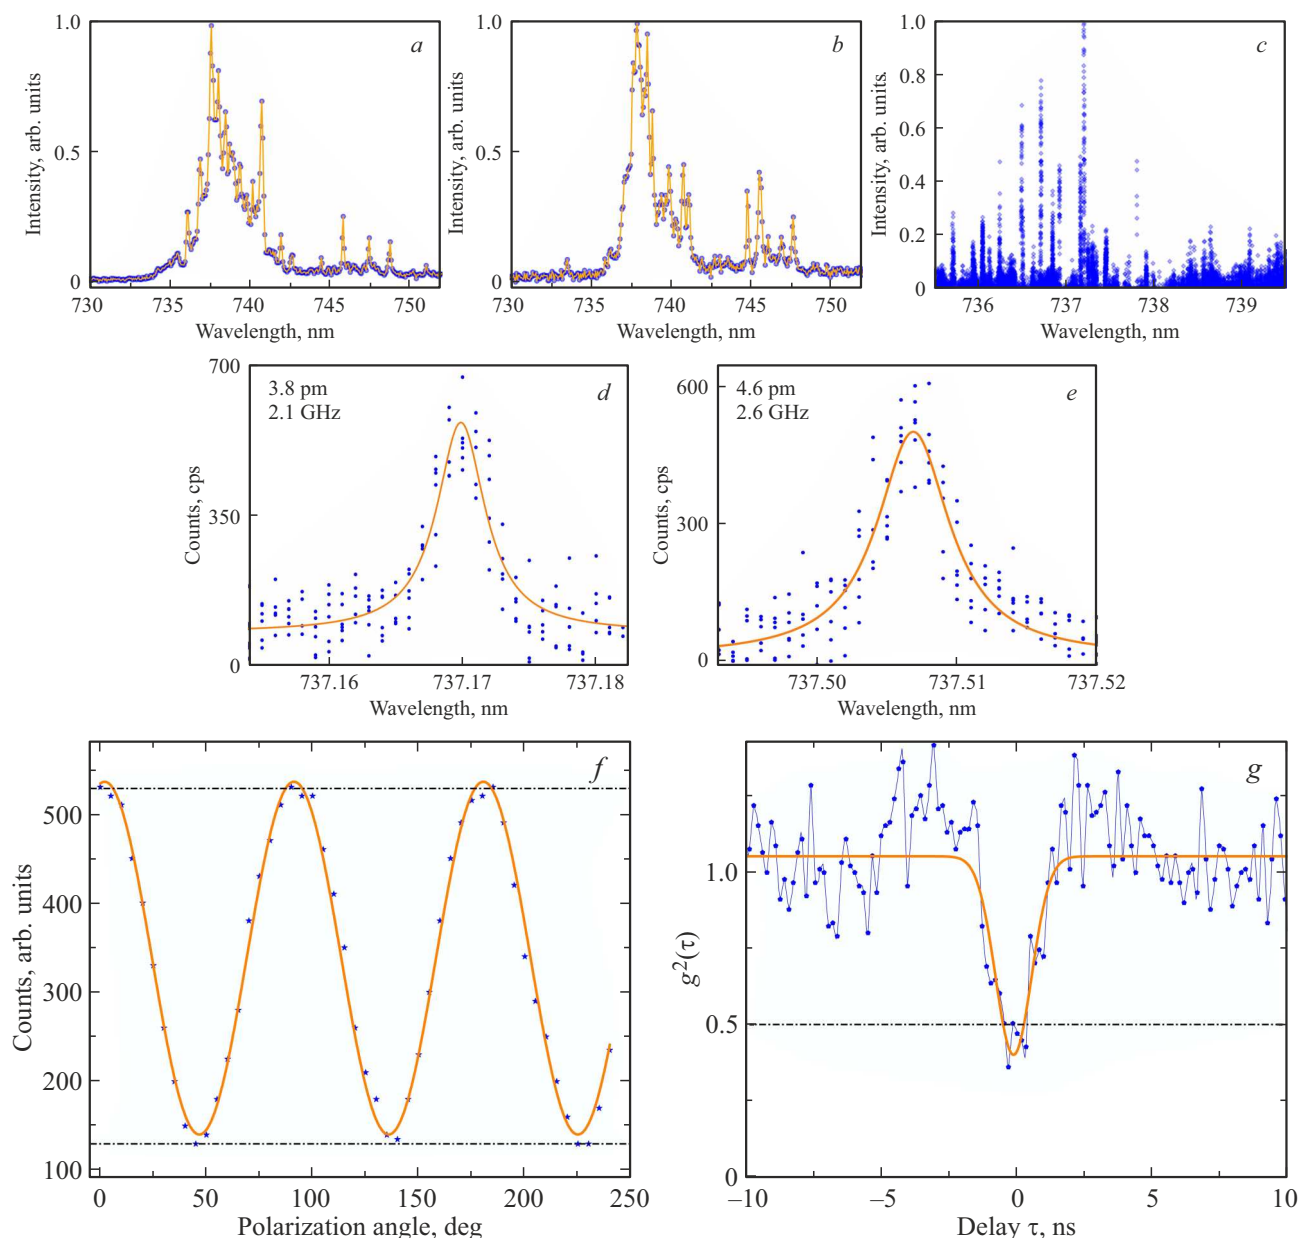 a
1.0
0.5
0
Intensity, arb. units
730 735 740 745 750
Wavelength, nm
b
1.0
0.5
0
Intensity, arb. units
730 735 740 745 750
Wavelength, nm
c
1.0
0.8
0.6
0.4
0.2
0
Intensity, arb. units
736 737 738 739
Wavelength, nm
d
3.8 pm
2.1 GHz
700
350
0
Counts, cps
737.16 737.17 737.18
Wavelength, nm
e
4.6 pm
2.6 GHz
600
300
0
Counts, cps
737.50 737.51 737.52
Wavelength, nm
f
500
400
300
200
100
Counts, arb. units
0 50 100 150 200 250
Polarization angle, deg
g
1.0
0.5
0
g²(τ)
−10 −5 0 5 10
Delay τ, ns